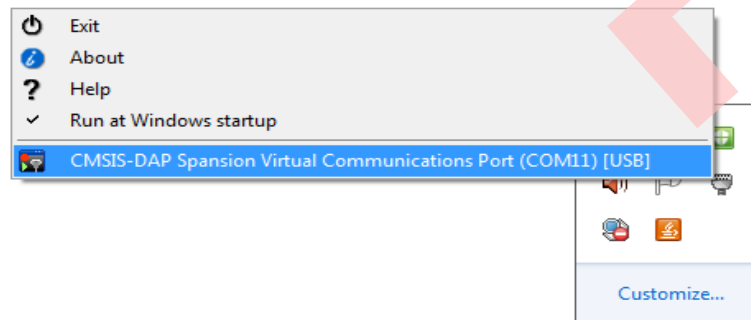 Exit
About
Help
Run at Windows startup
CMSIS-DAP Spansion Virtual Communications Port (COM11) [USB]
Customize...